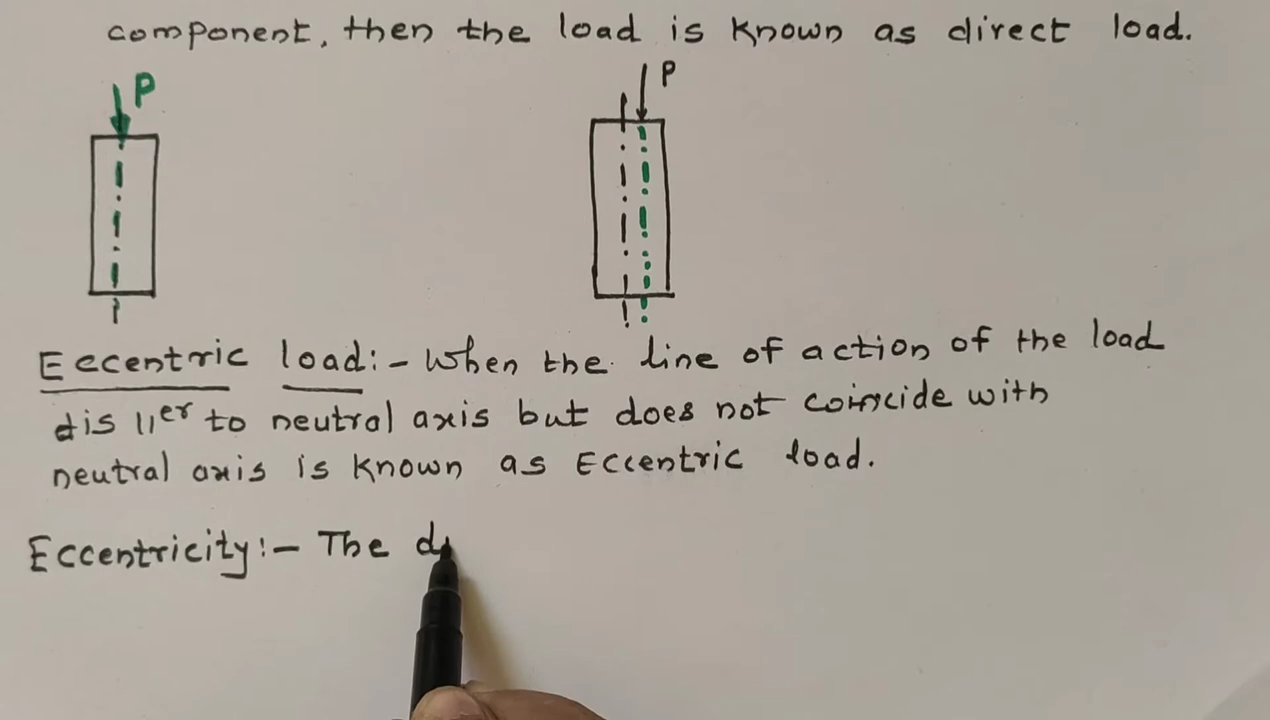 component, then the load is known as direct load.
P
P
Eccentric load:- When the line of action of the load
is 11er to neutral axis but does not coincide with
neutral axis is known as Eccentric load.
Eccentricity:- The d